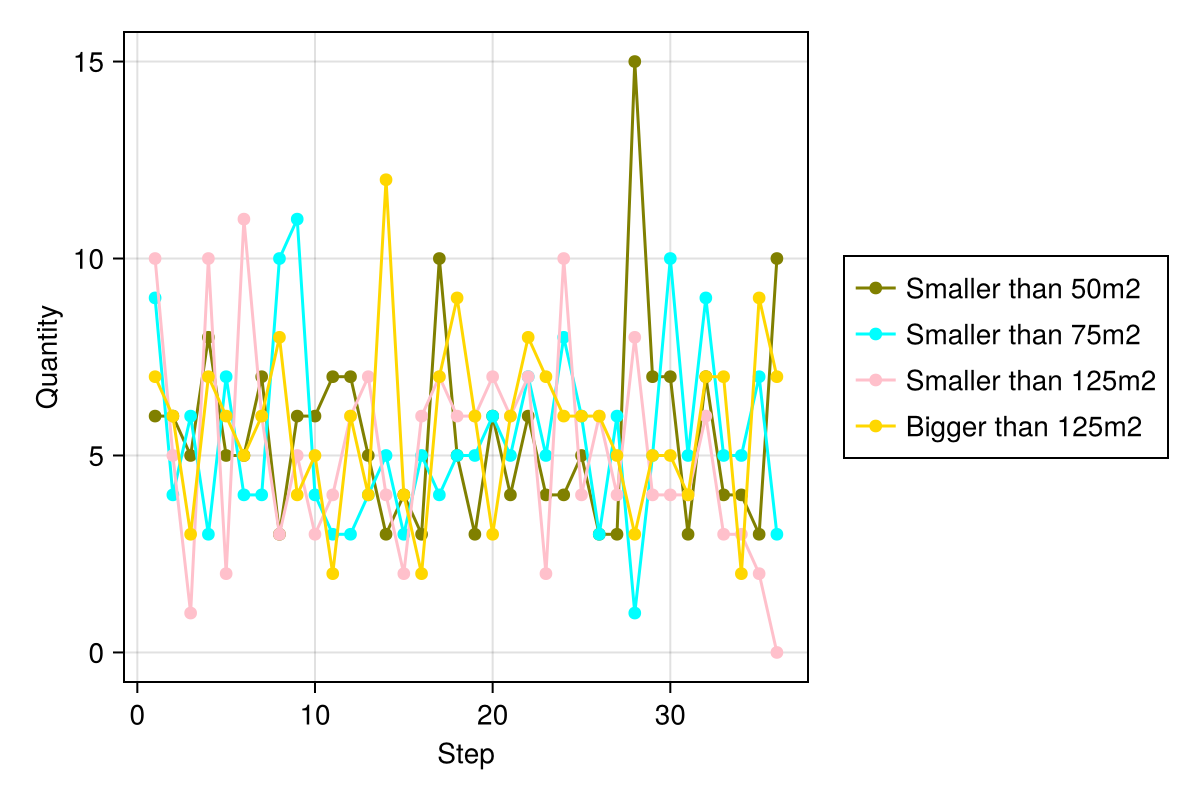 15
10
5
0
Quantity
0 10 20 30
Step
Smaller than 50m2
Smaller than 75m2
Smaller than 125m2
Bigger than 125m2